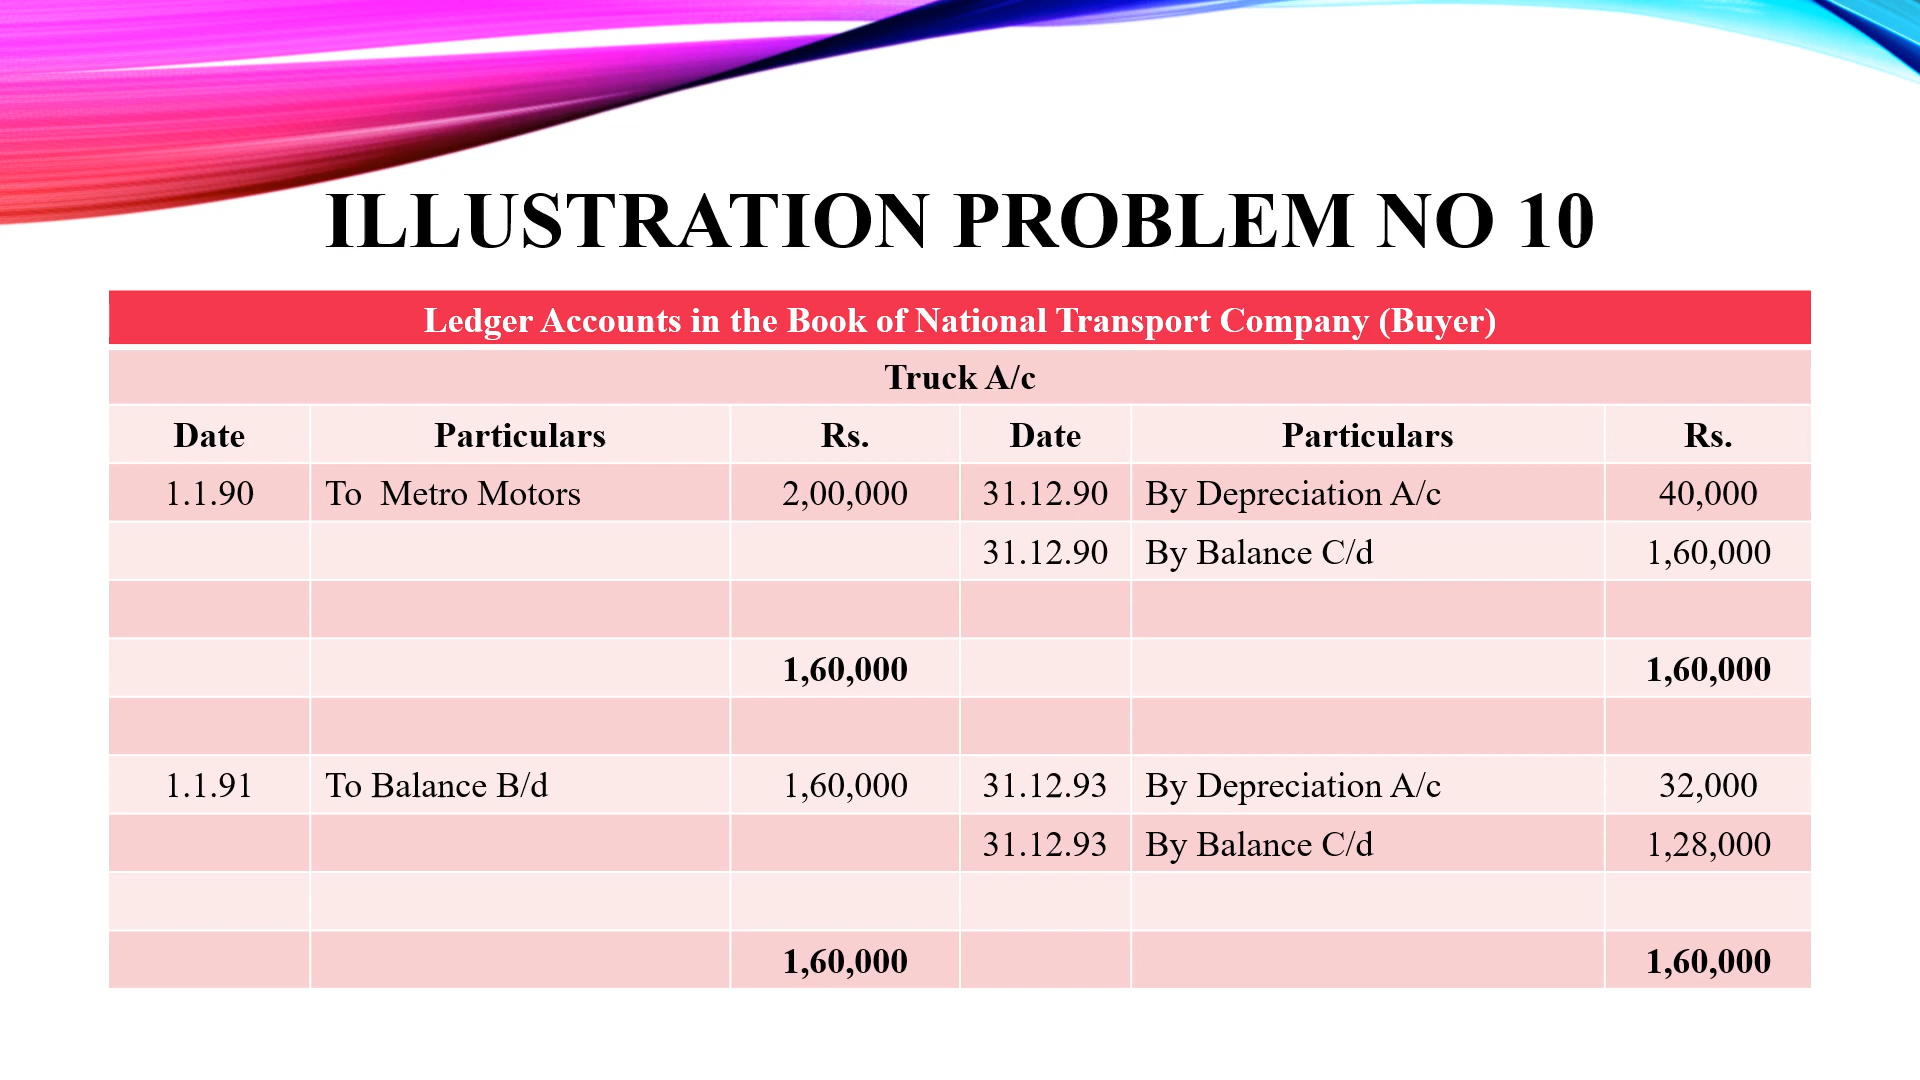 ILLUSTRATION PROBLEM NO 10
Ledger Accounts in the Book of National Transport Company (Buyer)
Truck A/c
Date Particulars Rs. Date Particulars Rs.
1.1.90 To Metro Motors 2,00,000 31.12.90 By Depreciation A/c 40,000
31.12.90 By Balance C/d 1,60,000
1,60,000 1,60,000
1.1.91 To Balance B/d 1,60,000 31.12.93 By Depreciation A/c 32,000
31.12.93 By Balance C/d 1,28,000
1,60,000 1,60,000